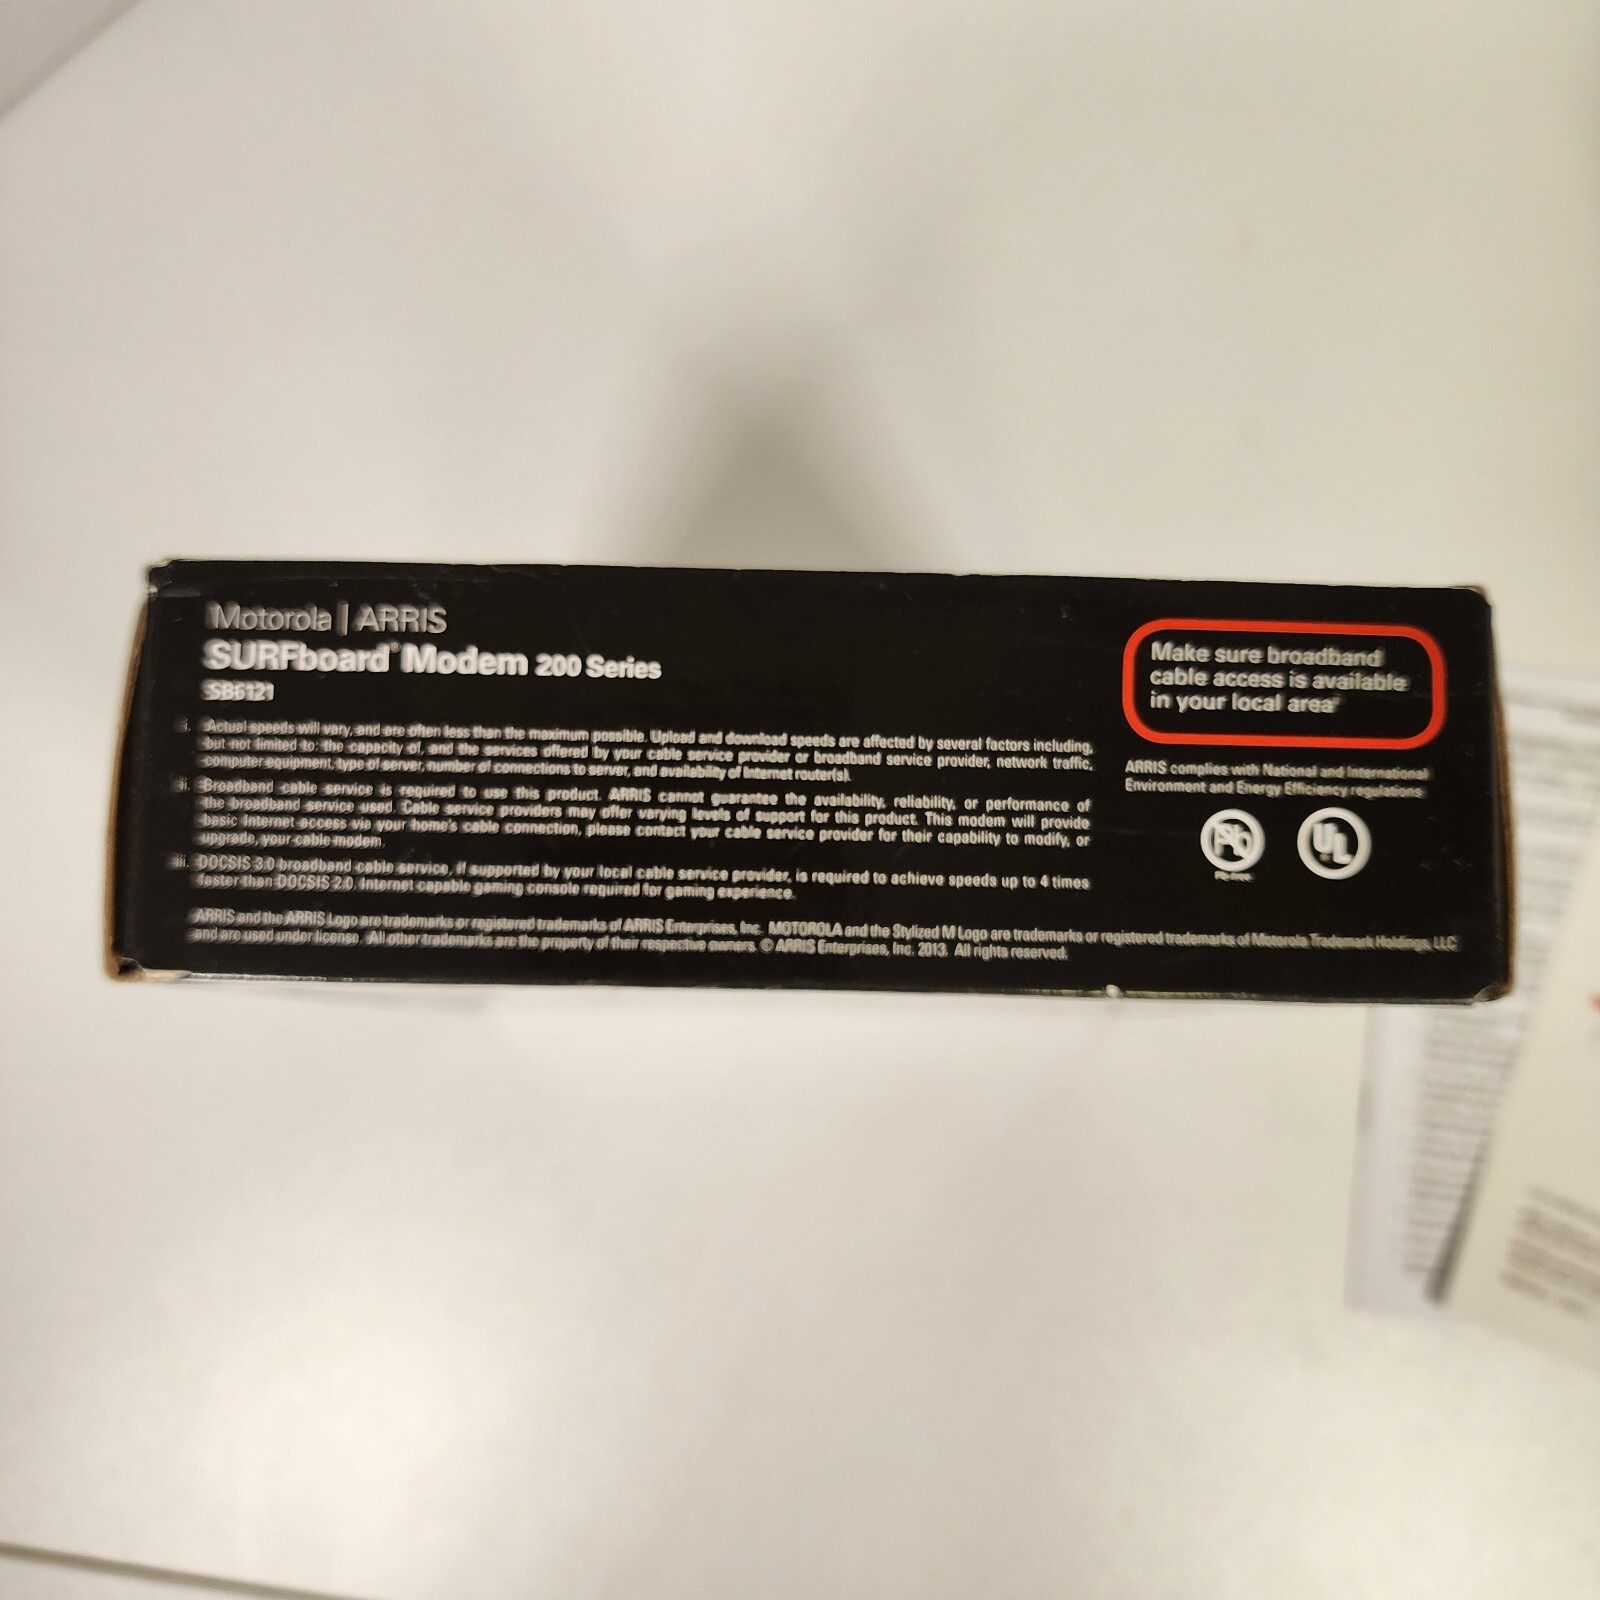 Motorola | ARRIS
SURFboard® Modem 200 Series
SB6121
i. Actual speeds will vary, and are often less than the maximum possible. Upload and download speeds are affected by several factors including,
but not limited to: the capacity of, and the services offered by your cable service provider or broadband service provider, network traffic,
computer equipment, type of server, number of connections to server, and availability of Internet router(s).
ii. Broadband cable service is required to use this product. ARRIS cannot guarantee the availability, reliability, or performance of
the broadband service used. Cable service providers may offer varying levels of support for this product. This modem will provide
basic Internet access via your home's cable connection, please contact your cable service provider for their capability to modify, or
upgrade, your cable modem.
iii. DOCSIS 3.0 broadband cable service, if supported by your local cable service provider, is required to achieve speeds up to 4 times
faster than DOCSIS 2.0. Internet capable gaming console required for gaming experience.
ARRIS and the ARRIS Logo are trademarks or registered trademarks of ARRIS Enterprises, Inc. MOTOROLA and the Stylized M Logo are trademarks or registered trademarks of Motorola Trademark Holdings, LLC
and are used under license. All other trademarks are the property of their respective owners. © ARRIS Enterprises, Inc. 2013. All rights reserved.
Make sure broadband
cable access is available
in your local area
ARRIS complies with National and International
Environment and Energy Efficiency regulations
Pb
Pb-free
UL